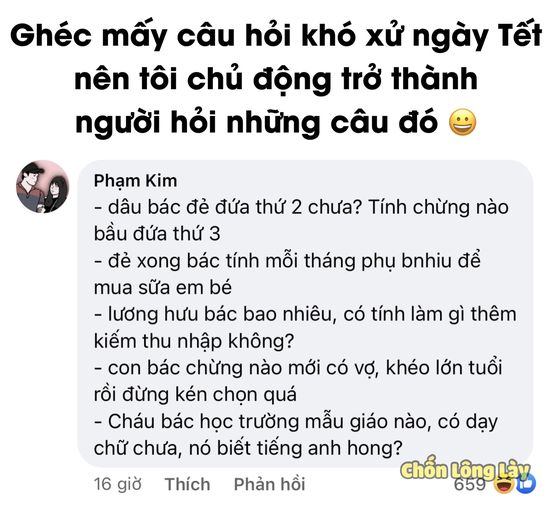 Ghéc mấy câu hỏi khó xử ngày Tết
nên tôi chủ động trở thành
người hỏi những câu đó 😀
Phạm Kim
- dâu bác đẻ đứa thứ 2 chưa? Tính chừng nào
bầu đứa thứ 3
- đẻ xong bác tính mỗi tháng phụ bnhiu để
mua sữa em bé
- lương hưu bác bao nhiêu, có tính làm gì thêm
kiếm thu nhập không?
- con bác chừng nào mới có vợ, khéo lớn tuổi
rồi đừng kén chọn quá
- Cháu bác học trường mẫu giáo nào, có dạy
chữ chưa, nó biết tiếng anh hong?
Chốn Lông Lày
16 giờ Thích Phản hồi 659